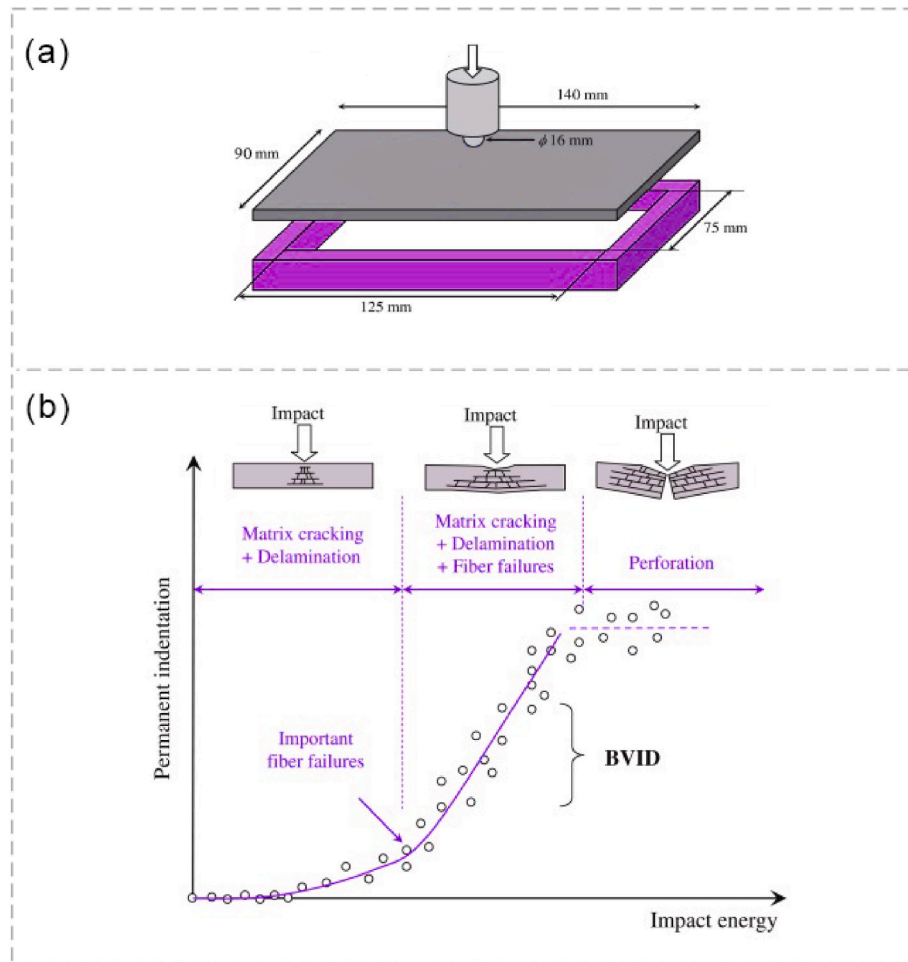 (a)
140 mm
90 mm
ϕ 16 mm
75 mm
125 mm
(b)
Impact
Impact
Impact
Matrix cracking
+ Delamination
Matrix cracking
+ Delamination
+ Fiber failures
Perforation
Permanent indentation
Important
fiber failures
BVID
Impact energy